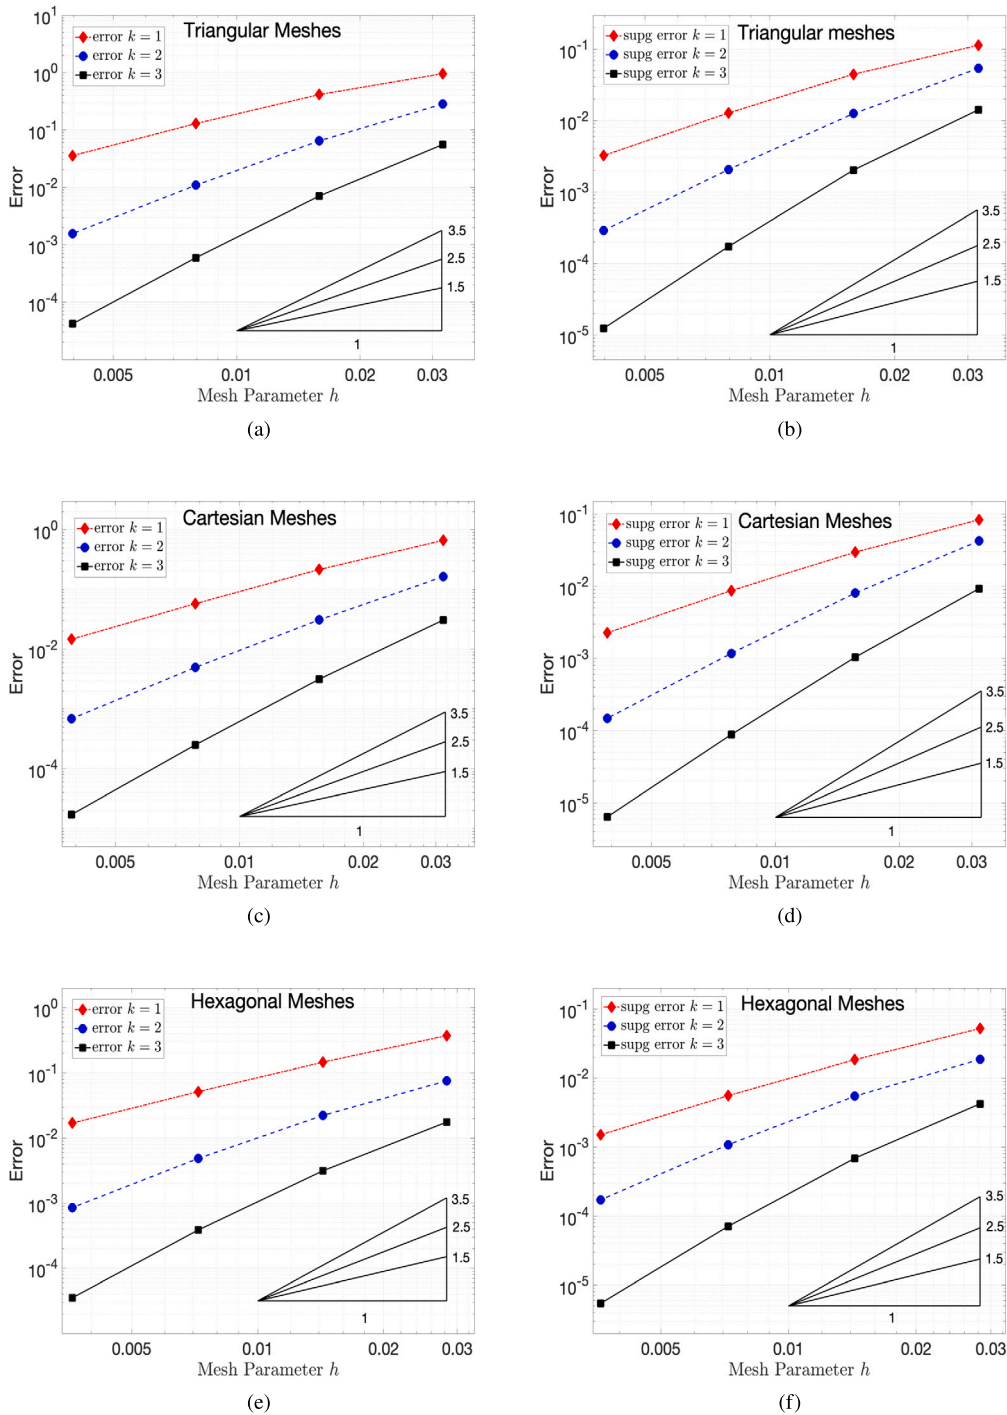 Triangular Meshes
error k = 1
error k = 2
error k = 3
10^1
10^0
10^-1
10^-2
10^-3
10^-4
Error
3.5
2.5
1.5
1
0.005
0.01
0.02
0.03
Mesh Parameter h
(a)
Triangular meshes
supg error k = 1
supg error k = 2
supg error k = 3
10^-1
10^-2
10^-3
10^-4
10^-5
Error
3.5
2.5
1.5
1
0.005
0.01
0.02
0.03
Mesh Parameter h
(b)
Cartesian Meshes
error k = 1
error k = 2
error k = 3
10^0
10^-2
10^-4
Error
3.5
2.5
1.5
1
0.005
0.01
0.02
0.03
Mesh Parameter h
(c)
Cartesian Meshes
supg error k = 1
supg error k = 2
supg error k = 3
10^-1
10^-2
10^-3
10^-4
10^-5
Error
3.5
2.5
1.5
1
0.005
0.01
0.02
0.03
Mesh Parameter h
(d)
Hexagonal Meshes
error k = 1
error k = 2
error k = 3
10^0
10^-1
10^-2
10^-3
10^-4
Error
3.5
2.5
1.5
1
0.005
0.01
0.02
0.03
Mesh Parameter h
(e)
Hexagonal Meshes
supg error k = 1
supg error k = 2
supg error k = 3
10^-1
10^-2
10^-3
10^-4
10^-5
Error
3.5
2.5
1.5
1
0.005
0.01
0.02
0.03
Mesh Parameter h
(f)